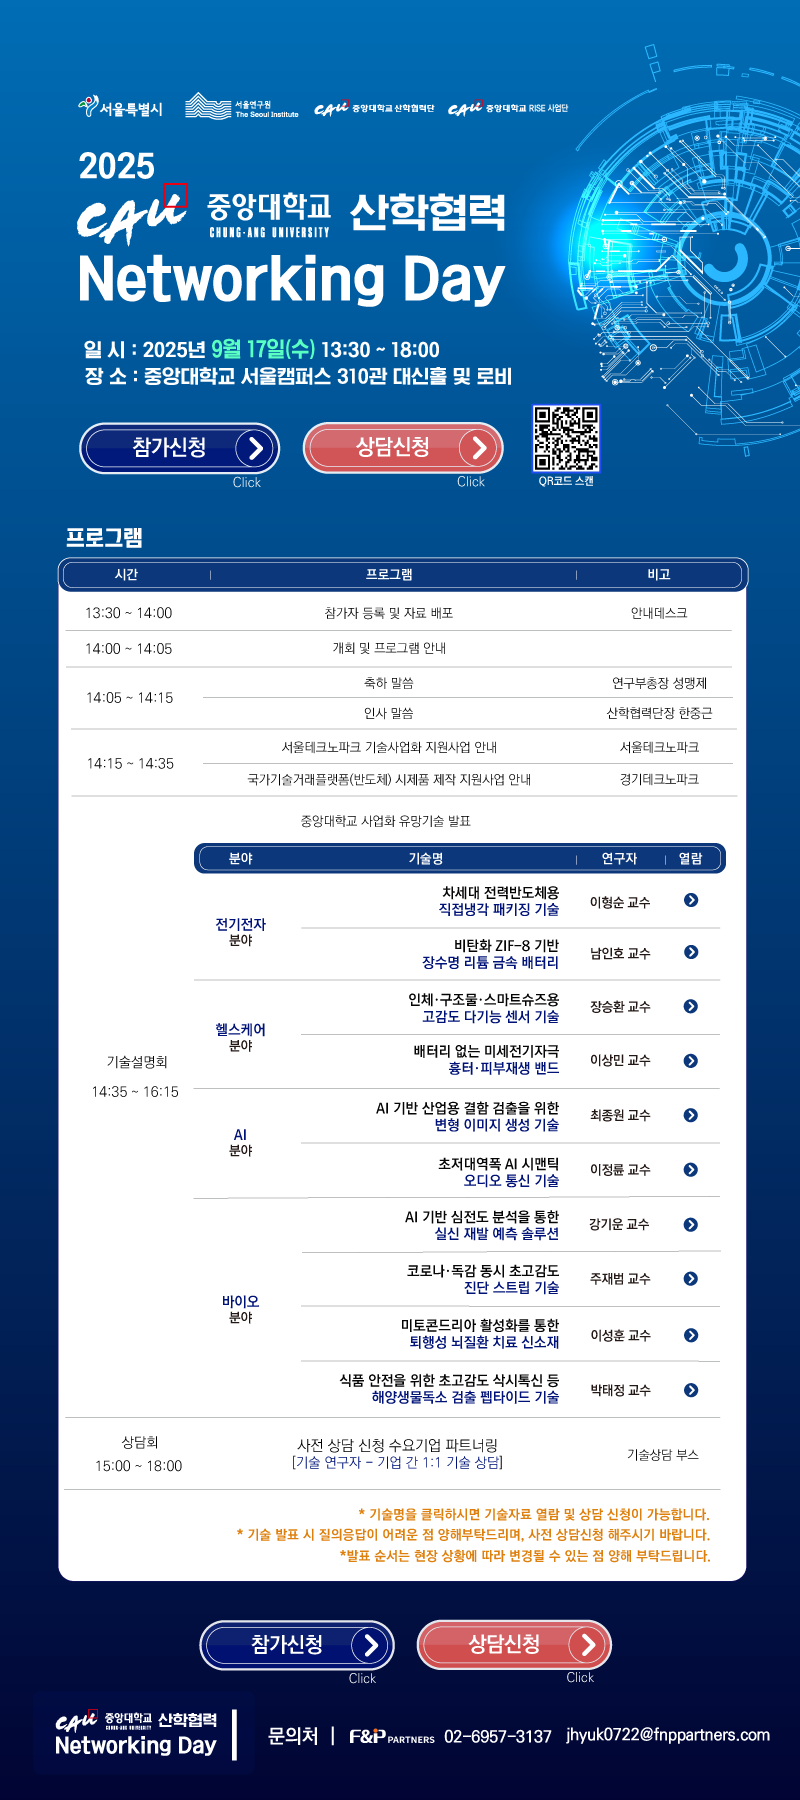 서울특별시
서울연구원
The Seoul Institute
CAU 중앙대학교 산학협력단
CAU 중앙대학교 RISE 사업단
2025
CAU 중앙대학교 산학협력
CHUNG-ANG UNIVERSITY
Networking Day
일 시 : 2025년 9월 17일(수) 13:30 ~ 18:00
장 소 : 중앙대학교 서울캠퍼스 310관 대신홀 및 로비
참가신청
Click
상담신청
Click
QR코드 스캔
프로그램
시간 프로그램 비고
13:30 ~ 14:00 참가자 등록 및 자료 배포 안내데스크
14:00 ~ 14:05 개회 및 프로그램 안내
14:05 ~ 14:15
축하 말씀 연구부총장 성맹제
인사 말씀 산학협력단장 한중근
14:15 ~ 14:35
서울테크노파크 기술사업화 지원사업 안내 서울테크노파크
국가기술거래플랫폼(반도체) 시제품 제작 지원사업 안내 경기테크노파크
기술설명회
14:35 ~ 16:15
중앙대학교 사업화 유망기술 발표
분야 기술명 연구자 열람
전기전자
분야
차세대 전력반도체용
직접냉각 패키징 기술
이형순 교수
비탄화 ZIF-8 기반
장수명 리튬 금속 배터리
남인호 교수
헬스케어
분야
인체·구조물·스마트슈즈용
고감도 다기능 센서 기술
장승환 교수
배터리 없는 미세전기자극
흉터·피부재생 밴드
이상민 교수
AI
분야
AI 기반 산업용 결함 검출을 위한
변형 이미지 생성 기술
최종원 교수
초저대역폭 AI 시맨틱
오디오 통신 기술
이정륜 교수
바이오
분야
AI 기반 심전도 분석을 통한
실신 재발 예측 솔루션
강기운 교수
코로나·독감 동시 초고감도
진단 스트립 기술
주재범 교수
미토콘드리아 활성화를 통한
퇴행성 뇌질환 치료 신소재
이성훈 교수
식품 안전을 위한 초고감도 삭시톡신 등
해양생물독소 검출 펩타이드 기술
박태정 교수
상담회
15:00 ~ 18:00
사전 상담 신청 수요기업 파트너링
[기술 연구자 - 기업 간 1:1 기술 상담]
기술상담 부스
* 기술명을 클릭하시면 기술자료 열람 및 상담 신청이 가능합니다.
* 기술 발표 시 질의응답이 어려운 점 양해부탁드리며, 사전 상담신청 해주시기 바랍니다.
*발표 순서는 현장 상황에 따라 변경될 수 있는 점 양해 부탁드립니다.
참가신청
Click
상담신청
Click
CAU 중앙대학교 산학협력
CHUNG-ANG UNIVERSITY
Networking Day
문의처 | F&P PARTNERS 02-6957-3137 jhyuk0722@fnppartners.com